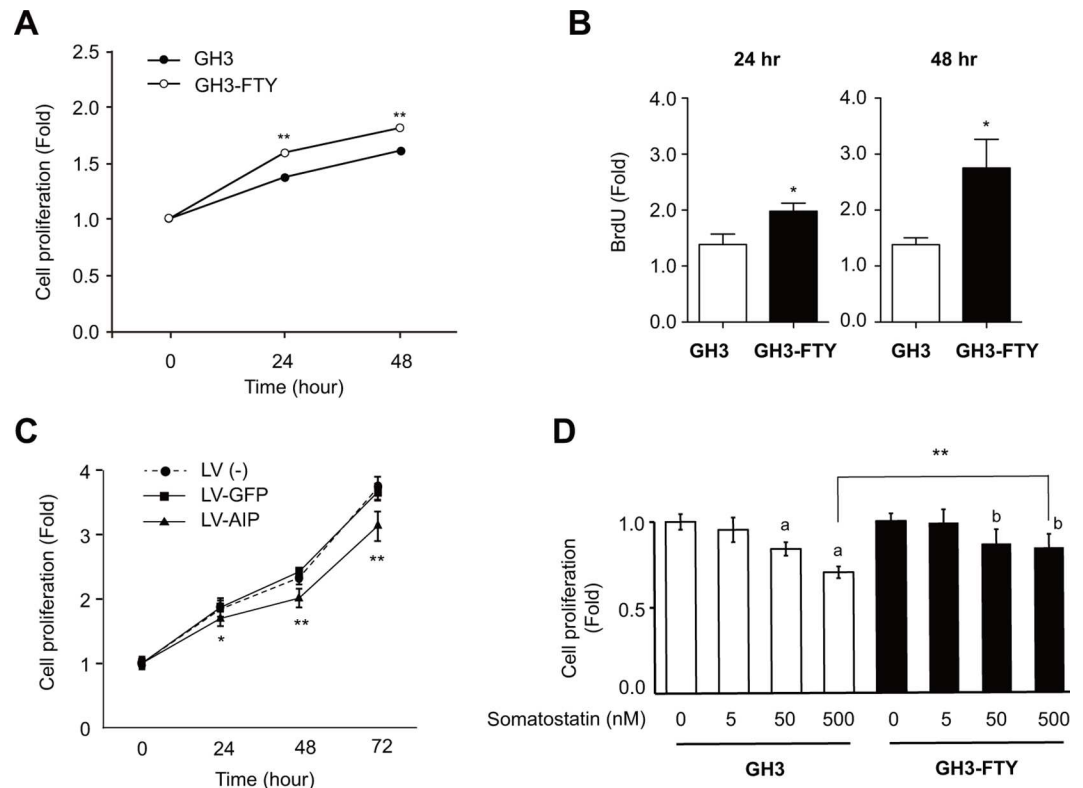 A
Cell proliferation (Fold)
2.5
2.0
1.5
1.0
0.5
0.0
GH3
GH3-FTY
**
**
0 24 48
Time (hour)
B
24 hr 48 hr
BrdU (Fold)
4.0
3.0
2.0
1.0
0.0
*
GH3 GH3-FTY
4.0
3.0
2.0
1.0
0.0
*
GH3 GH3-FTY
C
Cell proliferation (Fold)
4
3
2
1
0
LV (-)
LV-GFP
LV-AIP
*
**
**
0 24 48 72
Time (hour)
D
Cell proliferation
(Fold)
1.0
0.5
0.0
**
a
a
b
b
Somatostatin (nM) 0 5 50 500 0 5 50 500
GH3 GH3-FTY